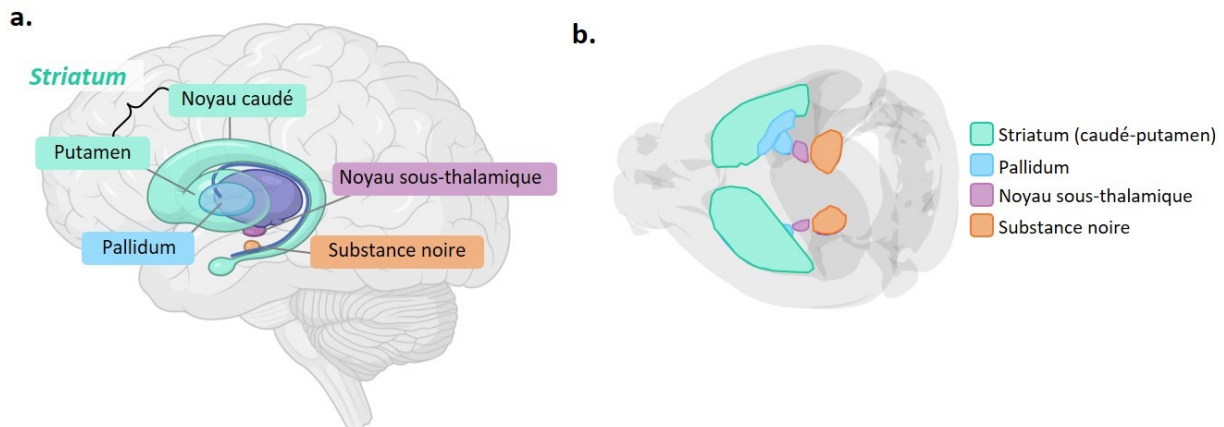 a.
Striatum
Noyau caudé
Putamen
Noyau sous-thalamique
Pallidum
Substance noire
b.
Striatum (caudé-putamen)
Pallidum
Noyau sous-thalamique
Substance noire